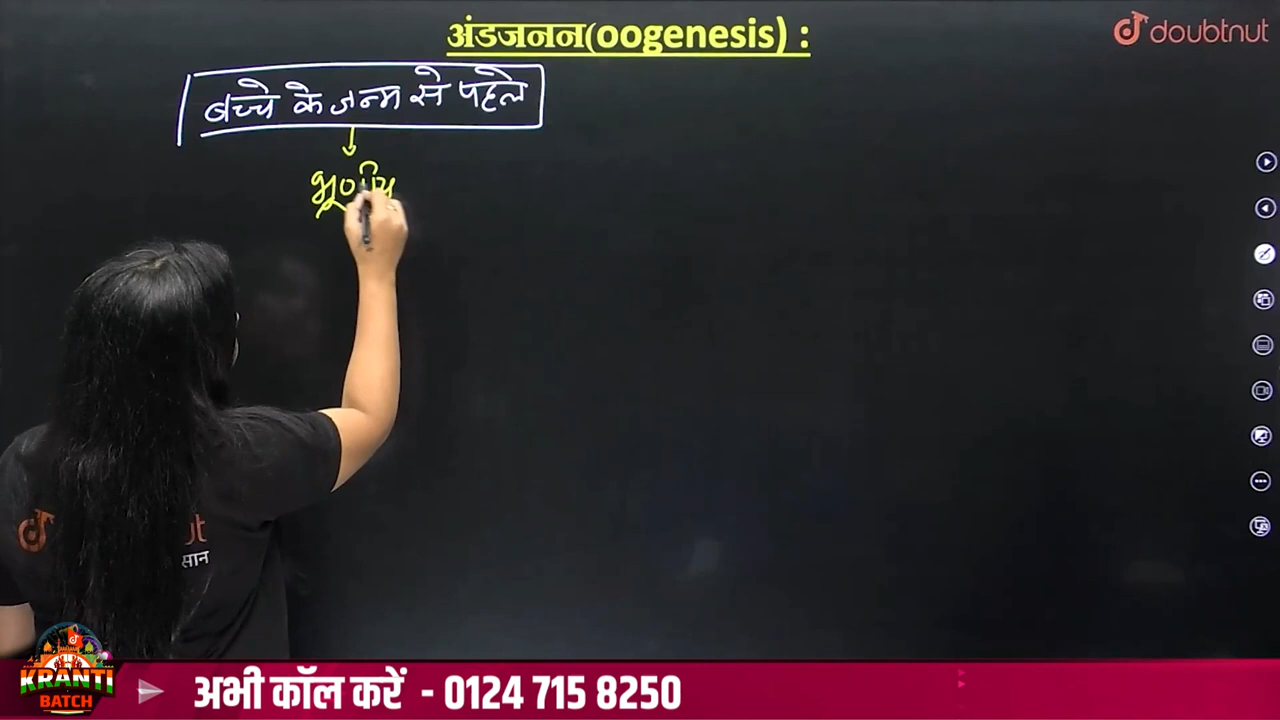 अंडजनन(oogenesis) :
doubtnut
बच्चे के जन्म से पहले
सान
KRANTI
BATCH
अभी कॉल करें - 0124 715 8250